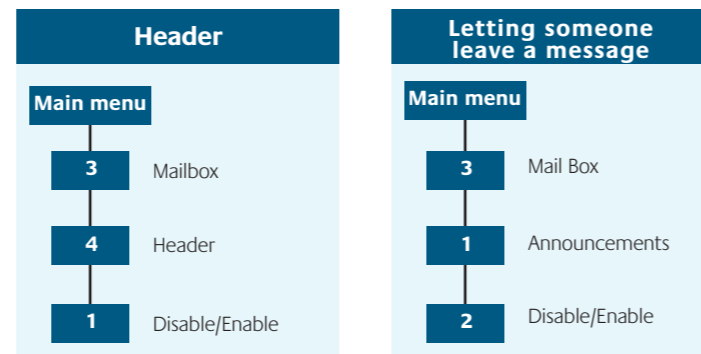 Header
Main menu
3 Mailbox
4 Header
1 Disable/Enable
Letting someone
leave a message
Main menu
3 Mail Box
1 Announcements
2 Disable/Enable